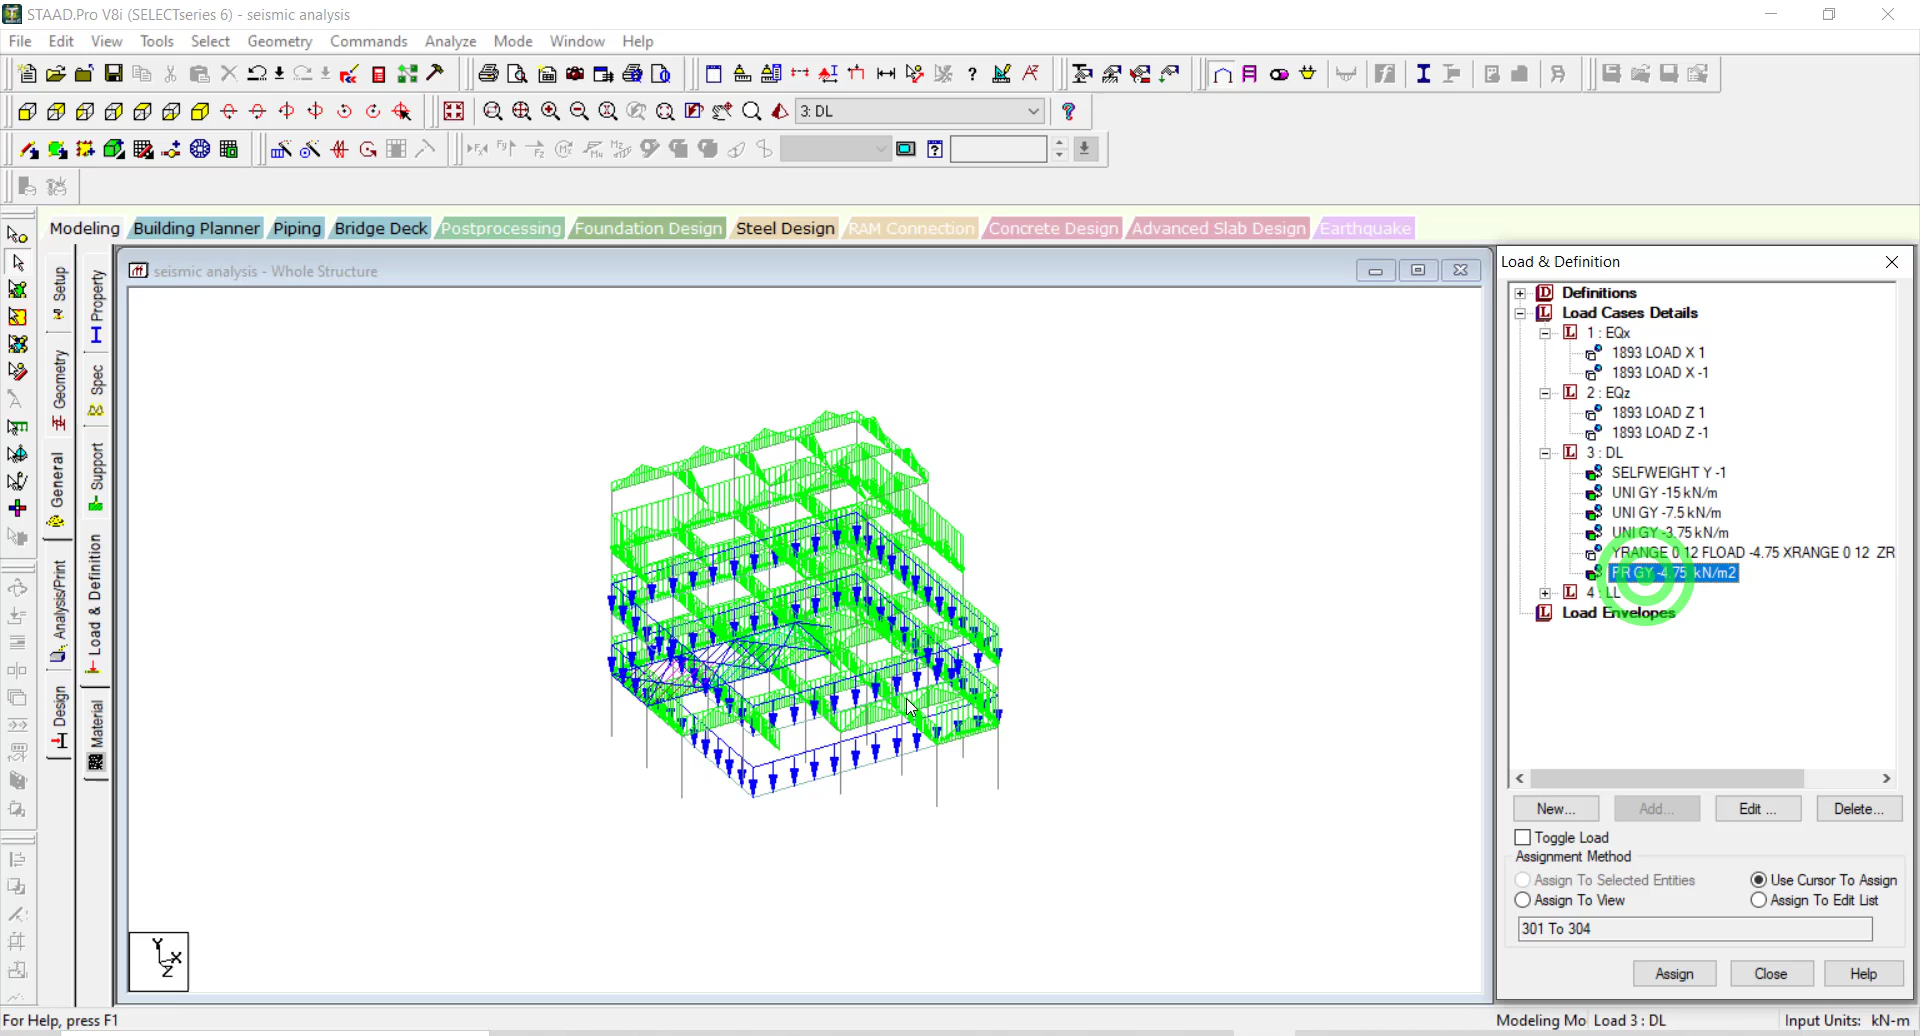 STAAD.Pro V8i (SELECTseries 6) - seismic analysis
File Edit View Tools Select Geometry Commands Analyze Mode Window Help
3: DL
Modeling Building Planner Piping Bridge Deck Postprocessing Foundation Design Steel Design RAM Connection Concrete Design Advanced Slab Design Earthquake
Setup
Geometry
General
Analysis/Print
Design
Property
Spec
Support
Load & Definition
Material
seismic analysis - Whole Structure
Y
X
Z
Load & Definition
Definitions
Load Cases Details
1 : EQx
1893 LOAD X 1
1893 LOAD X -1
2 : EQz
1893 LOAD Z 1
1893 LOAD Z -1
3 : DL
SELFWEIGHT Y -1
UNI GY -15 kN/m
UNI GY -7.5 kN/m
UNI GY -3.75 kN/m
YRANGE 0 12 FLOAD -4.75 XRANGE 0 12 ZR
PR GY -4.75 kN/m2
4 : LL
Load Envelopes
New... Add... Edit ... Delete...
Toggle Load
Assignment Method
Assign To Selected Entities Use Cursor To Assign
Assign To View Assign To Edit List
301 To 304
Assign Close Help
For Help, press F1 Modeling Mo Load 3 : DL Input Units: kN-m